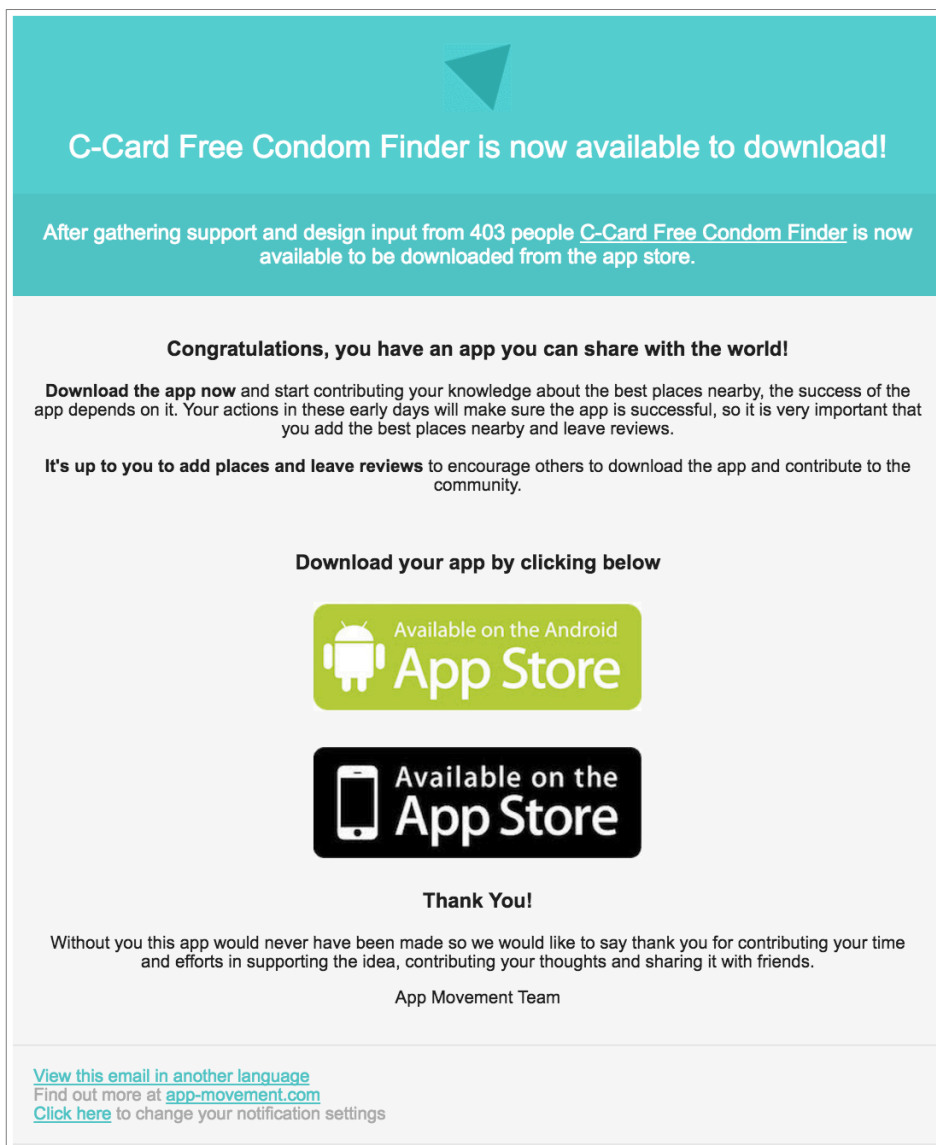 C-Card Free Condom Finder is now available to download!
After gathering support and design input from 403 people C-Card Free Condom Finder is now
available to be downloaded from the app store.
Congratulations, you have an app you can share with the world!
Download the app now and start contributing your knowledge about the best places nearby, the success of the
app depends on it. Your actions in these early days will make sure the app is successful, so it is very important that
you add the best places nearby and leave reviews.
It's up to you to add places and leave reviews to encourage others to download the app and contribute to the
community.
Download your app by clicking below
Available on the Android
App Store
Available on the
App Store
Thank You!
Without you this app would never have been made so we would like to say thank you for contributing your time
and efforts in supporting the idea, contributing your thoughts and sharing it with friends.
App Movement Team
View this email in another language
Find out more at app-movement.com
Click here to change your notification settings